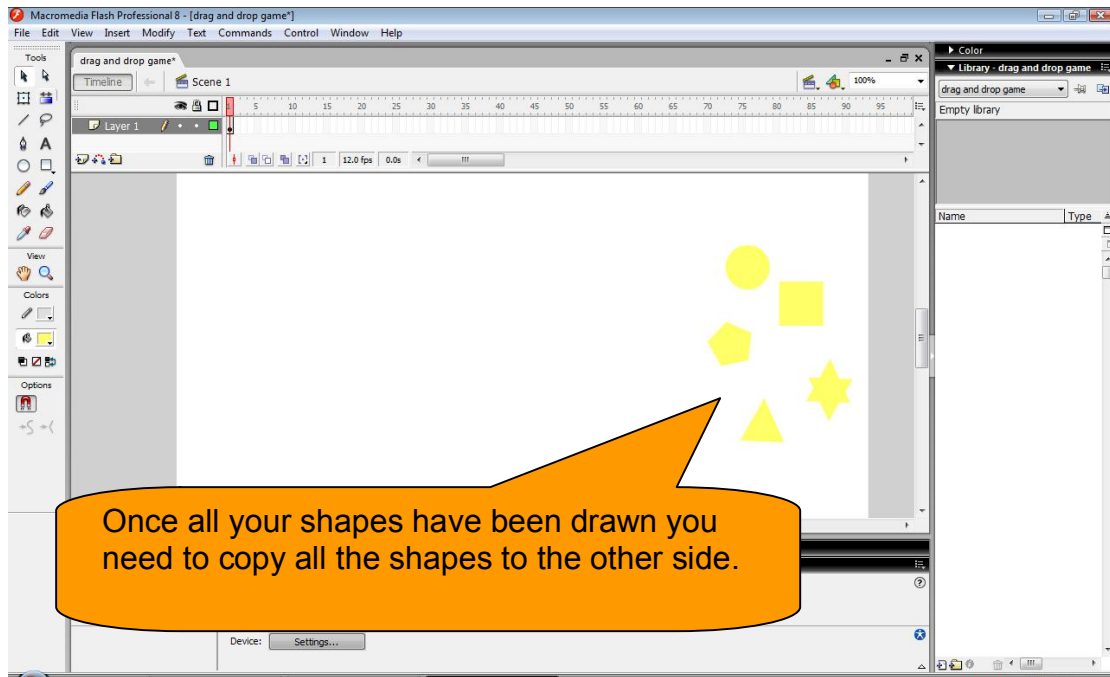 Macromedia Flash Professional 8 - [drag and drop game*]
File Edit View Insert Modify Text Commands Control Window Help
Tools
drag and drop game*
Timeline Scene 1 100%
5 10 15 20 25 30 35 40 45 50 55 60 65 70 75 80 85 90 95
Layer 1
1 12.0 fps 0.0s
View
Colors
Options
Color
Library - drag and drop game
drag and drop game
Empty library
Name Type
Once all your shapes have been drawn you
need to copy all the shapes to the other side.
Device: Settings...